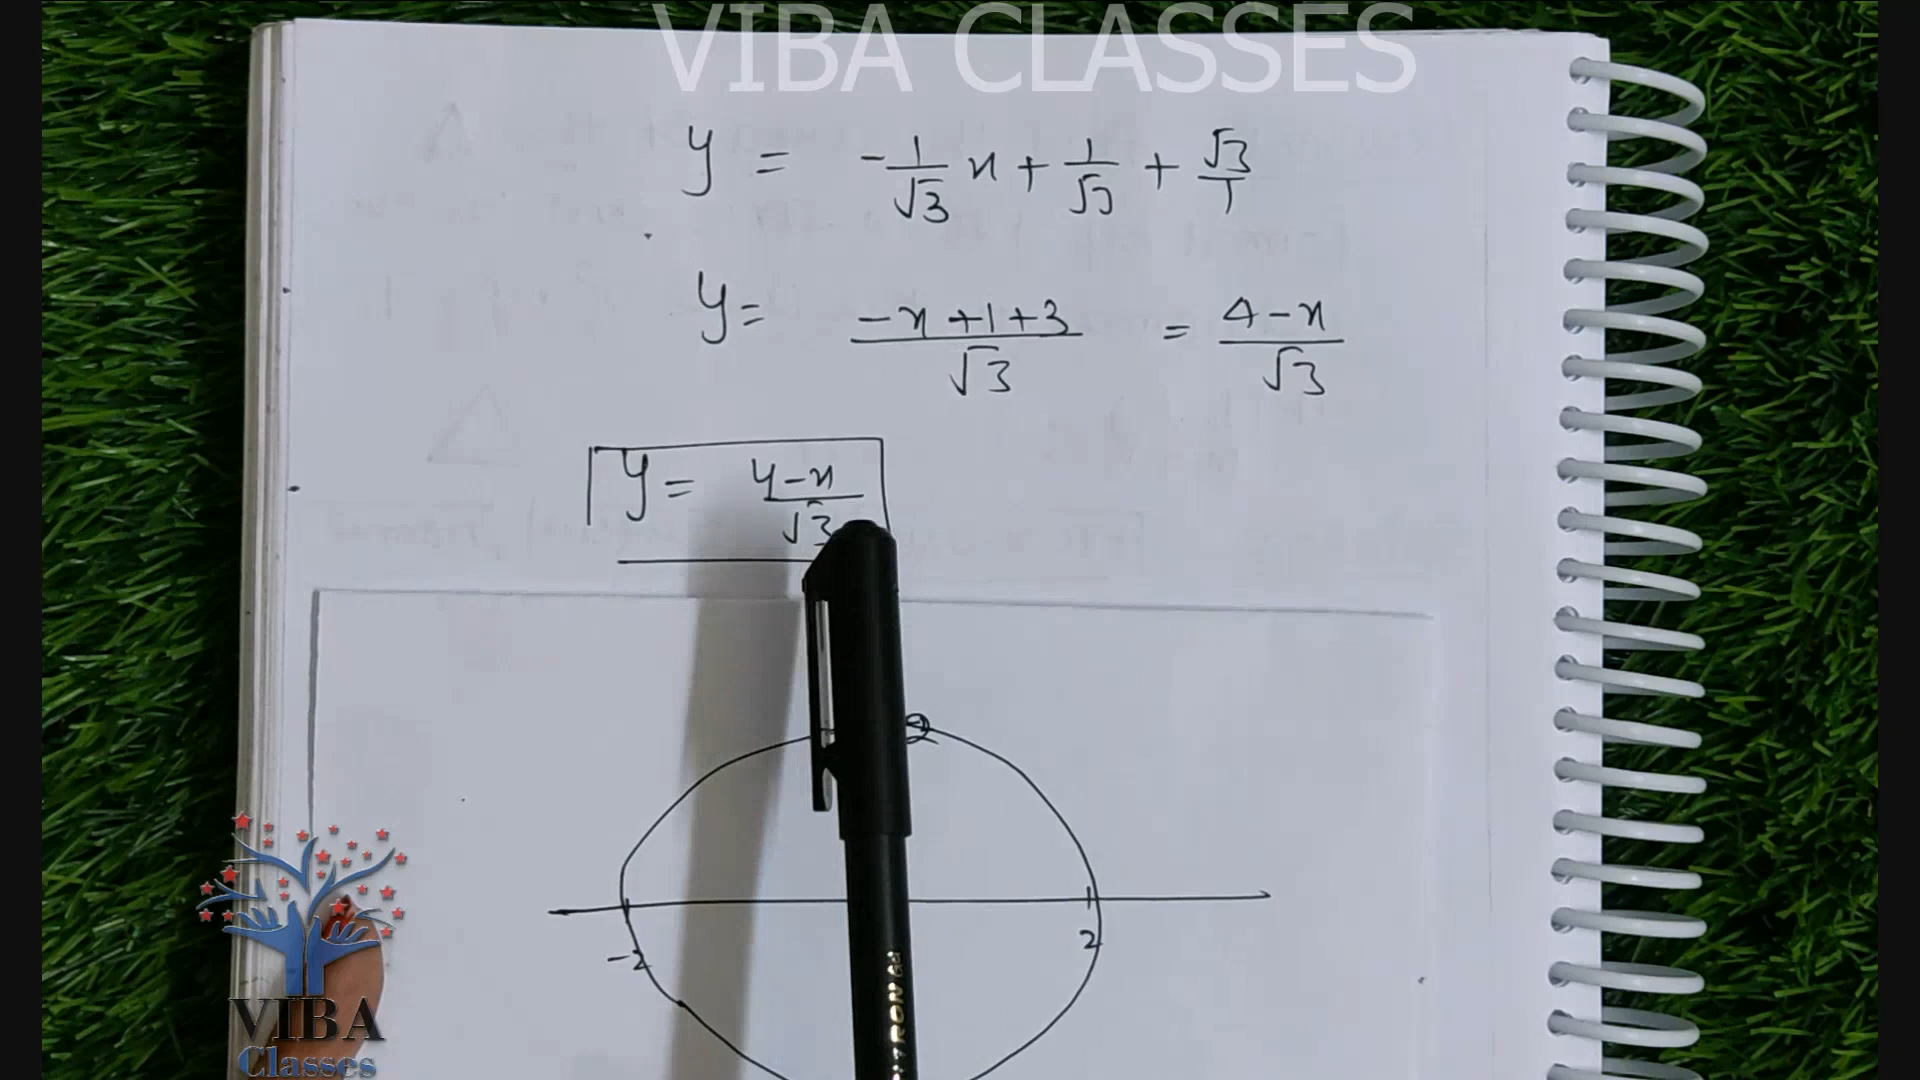 VIBA CLASSES
y = -1/√3 x + 1/√3 + √3/1
y = (-x+1+3)/√3 = (4-x)/√3
y = (4-x)/√3
2
-2 2
VIBA
Classes